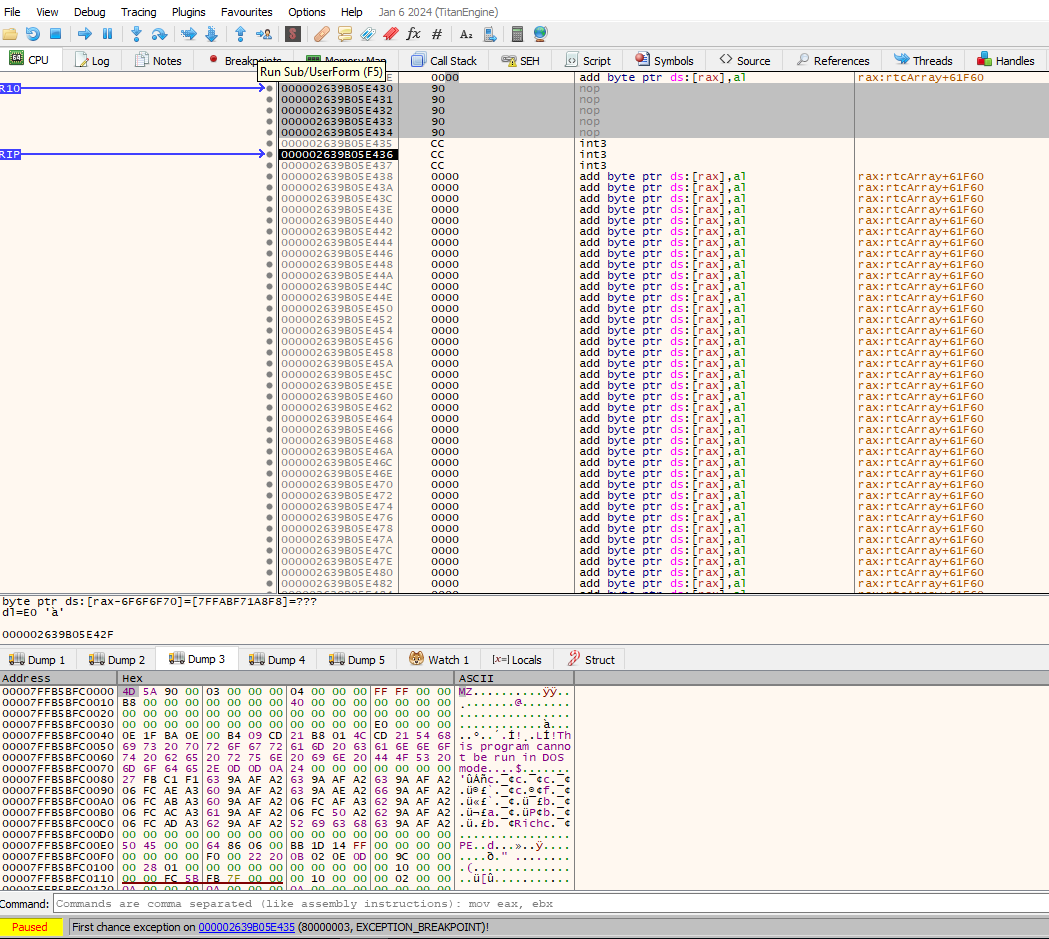 File View Debug Tracing Plugins Favourites Options Help Jan 6 2024 (TitanEngine)
CPU Log Notes Breakpoints Memory Map Call Stack SEH Script Symbols Source References Threads Handles
Run Sub/UserForm (F5)
0000 add byte ptr ds:[rax],al rax:rtcArray+61F60
R10 000002639B05E430 90 nop
000002639B05E431 90 nop
000002639B05E432 90 nop
000002639B05E433 90 nop
000002639B05E434 90 nop
000002639B05E435 CC int3
RIP 000002639B05E436 CC int3
000002639B05E437 CC int3
000002639B05E438 0000 add byte ptr ds:[rax],al rax:rtcArray+61F60
000002639B05E43A 0000 add byte ptr ds:[rax],al rax:rtcArray+61F60
000002639B05E43C 0000 add byte ptr ds:[rax],al rax:rtcArray+61F60
000002639B05E43E 0000 add byte ptr ds:[rax],al rax:rtcArray+61F60
000002639B05E440 0000 add byte ptr ds:[rax],al rax:rtcArray+61F60
000002639B05E442 0000 add byte ptr ds:[rax],al rax:rtcArray+61F60
000002639B05E444 0000 add byte ptr ds:[rax],al rax:rtcArray+61F60
000002639B05E446 0000 add byte ptr ds:[rax],al rax:rtcArray+61F60
000002639B05E448 0000 add byte ptr ds:[rax],al rax:rtcArray+61F60
000002639B05E44A 0000 add byte ptr ds:[rax],al rax:rtcArray+61F60
000002639B05E44C 0000 add byte ptr ds:[rax],al rax:rtcArray+61F60
000002639B05E44E 0000 add byte ptr ds:[rax],al rax:rtcArray+61F60
000002639B05E450 0000 add byte ptr ds:[rax],al rax:rtcArray+61F60
000002639B05E452 0000 add byte ptr ds:[rax],al rax:rtcArray+61F60
000002639B05E454 0000 add byte ptr ds:[rax],al rax:rtcArray+61F60
000002639B05E456 0000 add byte ptr ds:[rax],al rax:rtcArray+61F60
000002639B05E458 0000 add byte ptr ds:[rax],al rax:rtcArray+61F60
000002639B05E45A 0000 add byte ptr ds:[rax],al rax:rtcArray+61F60
000002639B05E45C 0000 add byte ptr ds:[rax],al rax:rtcArray+61F60
000002639B05E45E 0000 add byte ptr ds:[rax],al rax:rtcArray+61F60
000002639B05E460 0000 add byte ptr ds:[rax],al rax:rtcArray+61F60
000002639B05E462 0000 add byte ptr ds:[rax],al rax:rtcArray+61F60
000002639B05E464 0000 add byte ptr ds:[rax],al rax:rtcArray+61F60
000002639B05E466 0000 add byte ptr ds:[rax],al rax:rtcArray+61F60
000002639B05E468 0000 add byte ptr ds:[rax],al rax:rtcArray+61F60
000002639B05E46A 0000 add byte ptr ds:[rax],al rax:rtcArray+61F60
000002639B05E46C 0000 add byte ptr ds:[rax],al rax:rtcArray+61F60
000002639B05E46E 0000 add byte ptr ds:[rax],al rax:rtcArray+61F60
000002639B05E470 0000 add byte ptr ds:[rax],al rax:rtcArray+61F60
000002639B05E472 0000 add byte ptr ds:[rax],al rax:rtcArray+61F60
000002639B05E474 0000 add byte ptr ds:[rax],al rax:rtcArray+61F60
000002639B05E476 0000 add byte ptr ds:[rax],al rax:rtcArray+61F60
000002639B05E478 0000 add byte ptr ds:[rax],al rax:rtcArray+61F60
000002639B05E47A 0000 add byte ptr ds:[rax],al rax:rtcArray+61F60
000002639B05E47C 0000 add byte ptr ds:[rax],al rax:rtcArray+61F60
000002639B05E47E 0000 add byte ptr ds:[rax],al rax:rtcArray+61F60
000002639B05E480 0000 add byte ptr ds:[rax],al rax:rtcArray+61F60
000002639B05E482 0000 add byte ptr ds:[rax],al rax:rtcArray+61F60
byte ptr ds:[rax-6F6F6F70]=[7FFABF71A8F8]=???
dl=E0 'à'
000002639B05E42F
Dump 1 Dump 2 Dump 3 Dump 4 Dump 5 Watch 1 [x=] Locals Struct
Address Hex ASCII
00007FFB5BFC0000 4D 5A 90 00 03 00 00 00 04 00 00 00 FF FF 00 00 MZ..........ÿÿ..
00007FFB5BFC0010 B8 00 00 00 00 00 00 00 40 00 00 00 00 00 00 00 ¸.......@.......
00007FFB5BFC0020 00 00 00 00 00 00 00 00 00 00 00 00 00 00 00 00 ................
00007FFB5BFC0030 00 00 00 00 00 00 00 00 00 00 00 00 E0 00 00 00 ............à...
00007FFB5BFC0040 0E 1F BA 0E 00 B4 09 CD 21 B8 01 4C CD 21 54 68 ..º..´.Í!¸.LÍ!Th
00007FFB5BFC0050 69 73 20 70 72 6F 67 72 61 6D 20 63 61 6E 6E 6F is program canno
00007FFB5BFC0060 74 20 62 65 20 72 75 6E 20 69 6E 20 44 4F 53 20 t be run in DOS
00007FFB5BFC0070 6D 6F 64 65 2E 0D 0D 0A 24 00 00 00 00 00 00 00 mode....$.......
00007FFB5BFC0080 27 FB C1 F1 63 9A AF A2 63 9A AF A2 63 9A AF A2 'ûÁñc.¯¢c.¯¢c.¯¢
00007FFB5BFC0090 06 FC AE A3 60 9A AF A2 63 9A AE A2 66 9A AF A2 .ü®£`.¯¢c.®¢f.¯¢
00007FFB5BFC00A0 06 FC AB A3 60 9A AF A2 06 FC AF A3 62 9A AF A2 .ü«£`.¯¢.ü¯£b.¯¢
00007FFB5BFC00B0 06 FC AC A3 61 9A AF A2 06 FC 50 A2 62 9A AF A2 .ü¬£a.¯¢.üP¢b.¯¢
00007FFB5BFC00C0 06 FC AD A3 62 9A AF A2 52 69 63 68 63 9A AF A2 .ü.£b.¯¢Richc.¯¢
00007FFB5BFC00D0 00 00 00 00 00 00 00 00 00 00 00 00 00 00 00 00 ................
00007FFB5BFC00E0 50 45 00 00 64 86 06 00 BB 1D 14 FF 00 00 00 00 PE..d...»..ÿ....
00007FFB5BFC00F0 00 00 00 00 F0 00 22 20 0B 02 0E 0D 00 9C 00 00 ....ð." ........
00007FFB5BFC0100 00 28 01 00 00 00 00 00 00 00 00 00 00 10 00 00 .(..............
00007FFB5BFC0110 00 00 FC 5B FB 7F 00 00 00 10 00 00 00 02 00 00 ..ü[û...........
Command: Commands are comma separated (like assembly instructions): mov eax, ebx
Paused First chance exception on 000002639B05E435 (80000003, EXCEPTION_BREAKPOINT)!